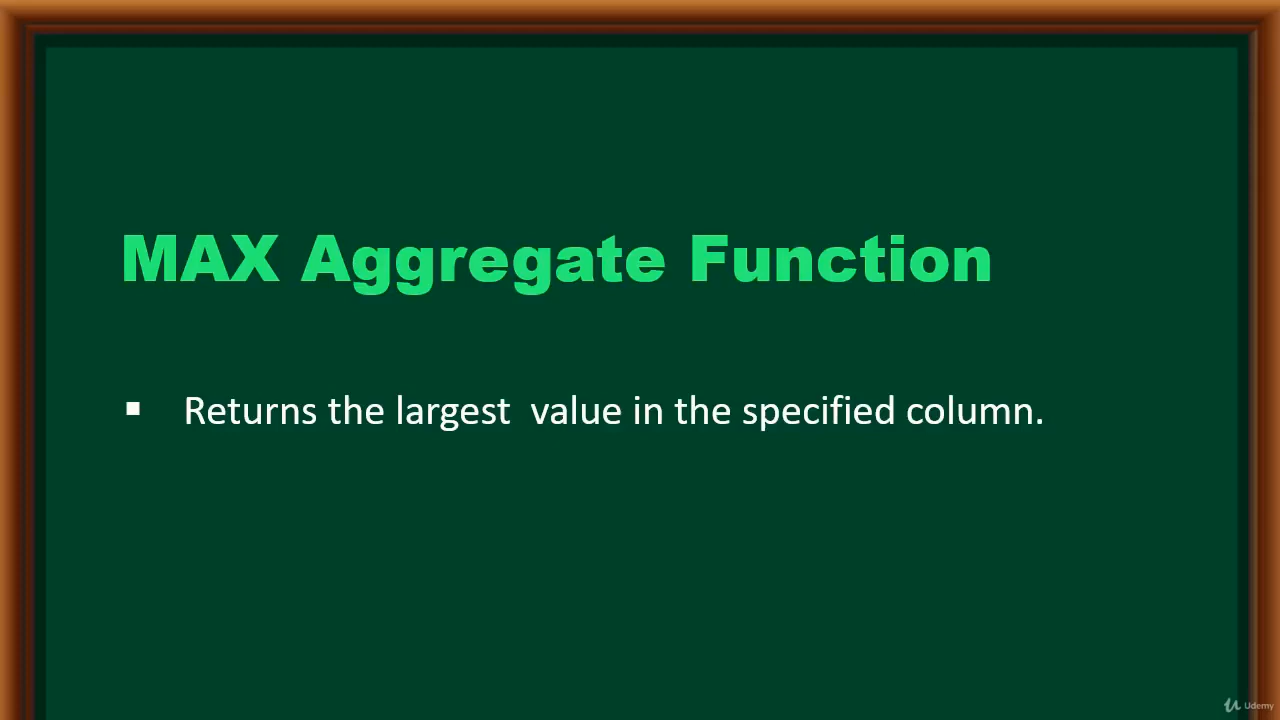 MAX Aggregate Function
▪ Returns the largest  value in the specified column.
Udemy